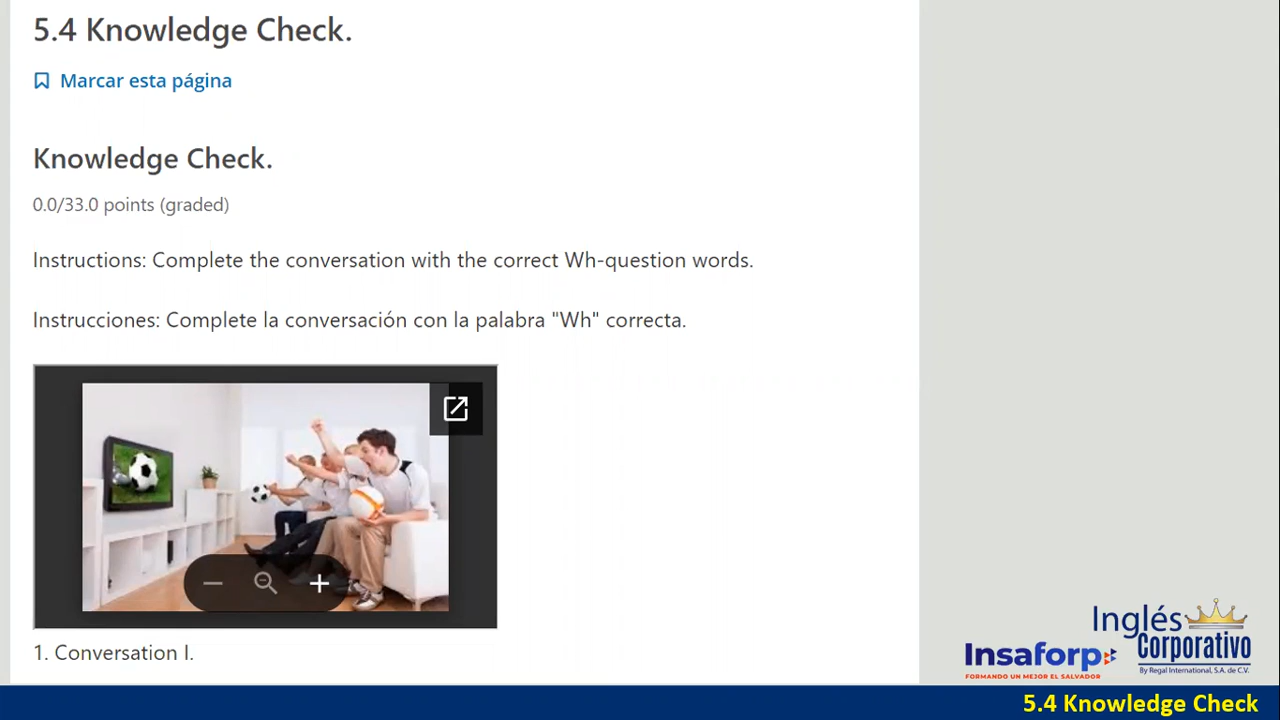 5.4 Knowledge Check.
Marcar esta página
Knowledge Check.
0.0/33.0 points (graded)
Instructions: Complete the conversation with the correct Wh-question words.
Instrucciones: Complete la conversación con la palabra "Wh" correcta.
1. Conversation I.
Inglés
Corporativo
By Regal International, S.A. de C.V.
Insaforp
FORMANDO UN MEJOR EL SALVADOR
5.4 Knowledge Check